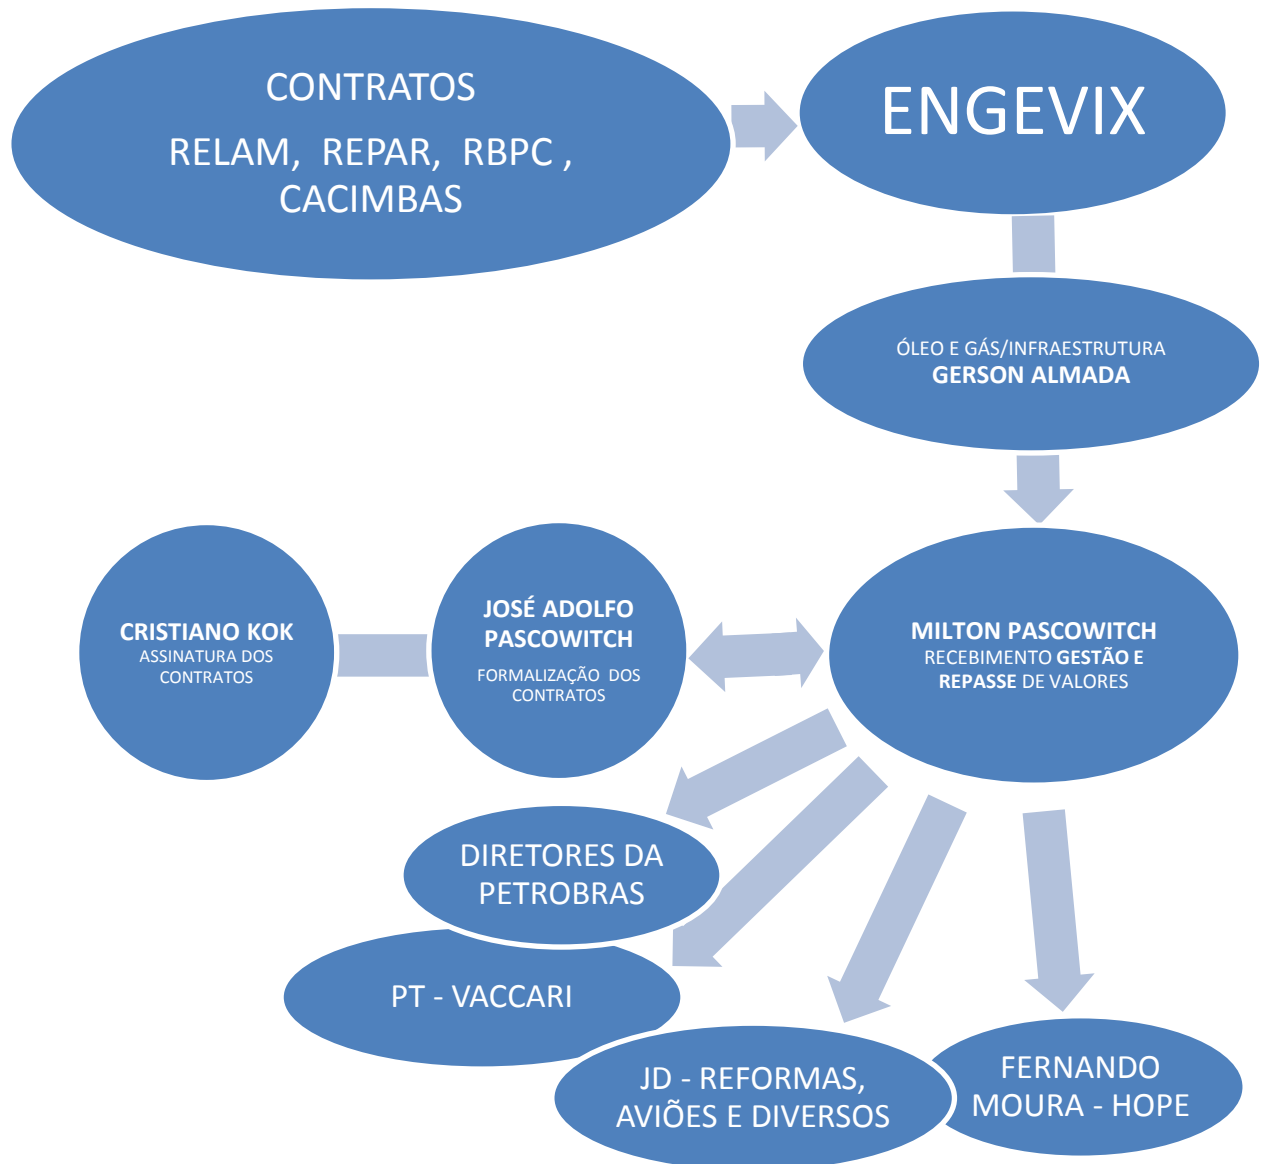 CONTRATOS
RELAM, REPAR, RBPC ,
CACIMBAS
ENGEVIX
ÓLEO E GÁS/INFRAESTRUTURA
GERSON ALMADA
CRISTIANO KOK
ASSINATURA DOS
CONTRATOS
JOSÉ ADOLFO
PASCOWITCH
FORMALIZAÇÃO DOS
CONTRATOS
MILTON PASCOWITCH
RECEBIMENTO GESTÃO E
REPASSE DE VALORES
DIRETORES DA
PETROBRAS
PT - VACCARI
JD - REFORMAS,
AVIÕES E DIVERSOS
FERNANDO
MOURA - HOPE